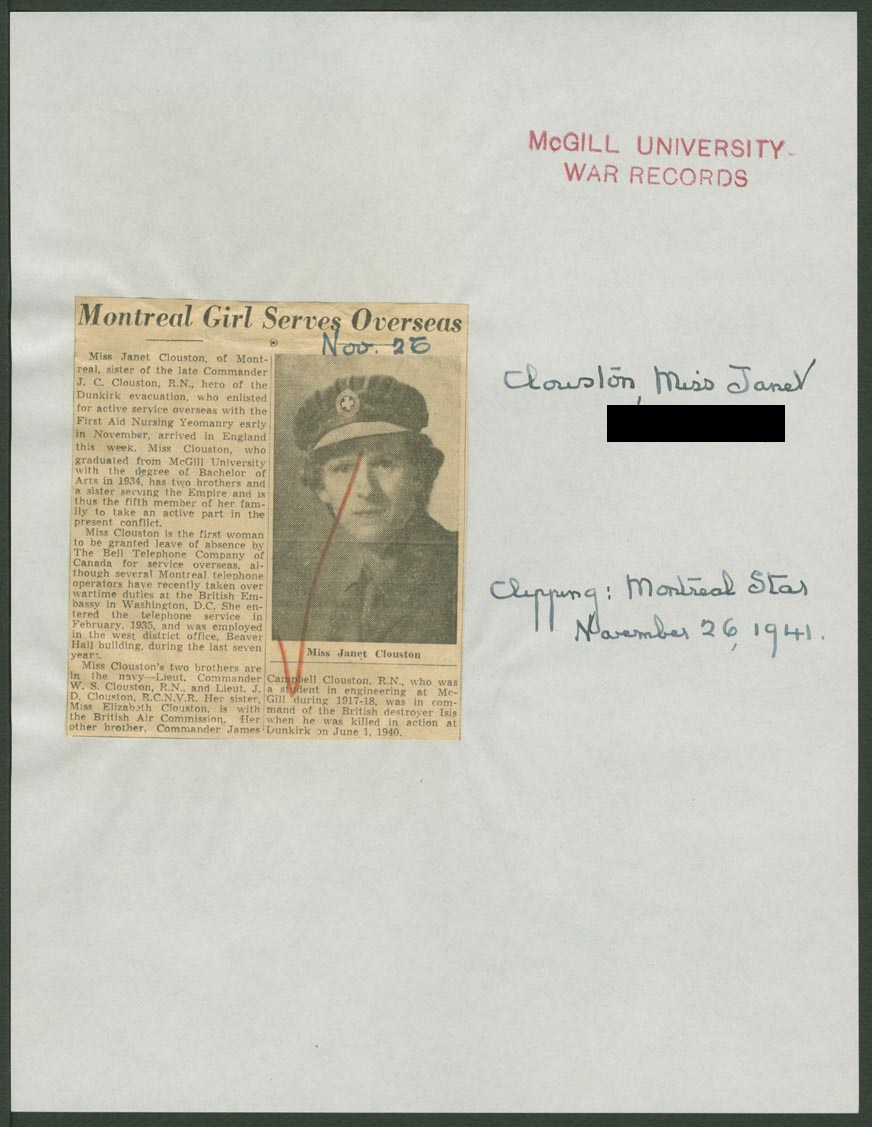 McGILL UNIVERSITY
WAR RECORDS
Montreal Girl Serves Overseas
Nov. 26
Miss Janet Clouston, of Mont-
real, sister of the late Commander
J. C. Clouston, R.N., hero of the
Dunkirk evacuation, who enlisted
for active service overseas with the
First Aid Nursing Yeomanry early
in November, arrived in England
this week. Miss Clouston, who
graduated from McGill University
with the degree of Bachelor of
Arts in 1934, has two brothers and
a sister serving the Empire and is
thus the fifth member of her fam-
ily to take an active part in the
present conflict.
Miss Clouston is the first woman
to be granted leave of absence by
The Bell Telephone Company of
Canada for service overseas, al-
though several Montreal telephone
operators have recently taken over
wartime duties at the British Em-
bassy in Washington, D.C. She en-
tered the telephone service in
February, 1935, and was employed
in the west district office, Beaver
Hall building, during the last seven
years.
Miss Clouston's two brothers are
in the navy—Lieut. Commander
W. S. Clouston, R.N., and Lieut. J.
D. Clouston, R.C.N.V.R. Her sister,
Miss Elizabeth Clouston, is with
the British Air Commission. Her
other brother, Commander James
Miss Janet Clouston
Campbell Clouston, R.N., who was
a student in engineering at Mc-
Gill during 1917-18, was in com-
mand of the British destroyer Isis
when he was killed in action at
Dunkirk on June 1, 1940.
Clouston, Miss Janet
Clipping: Montreal Star
November 26, 1941.